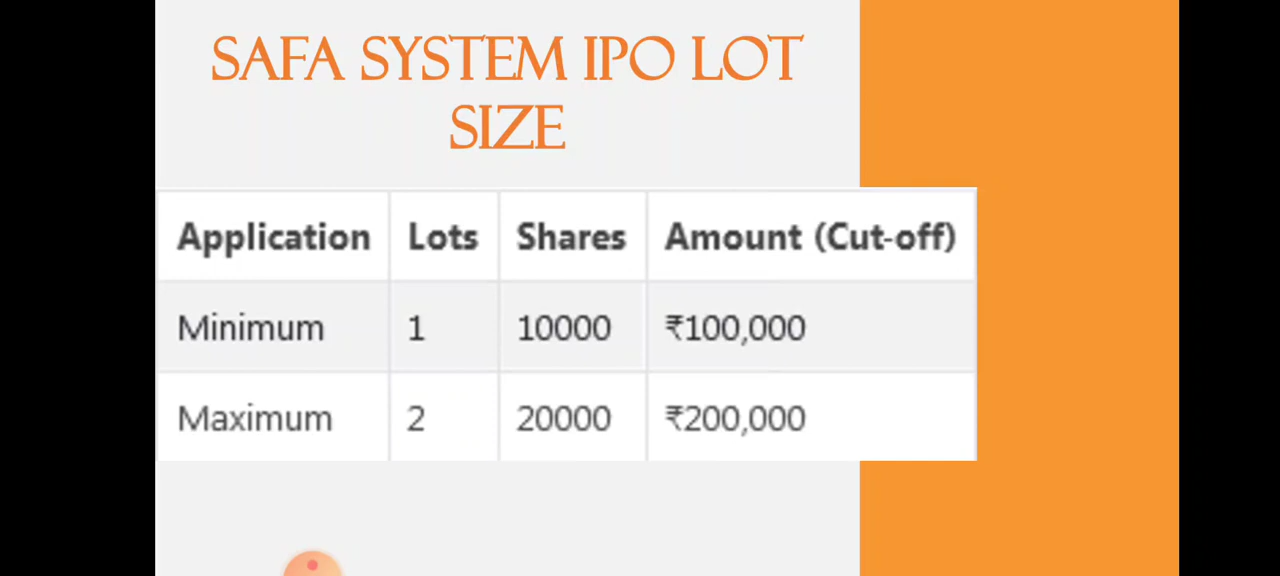 SAFA SYSTEM IPO LOT
SIZE
Application Lots Shares Amount (Cut-off)
Minimum 1 10000 ₹100,000
Maximum 2 20000 ₹200,000